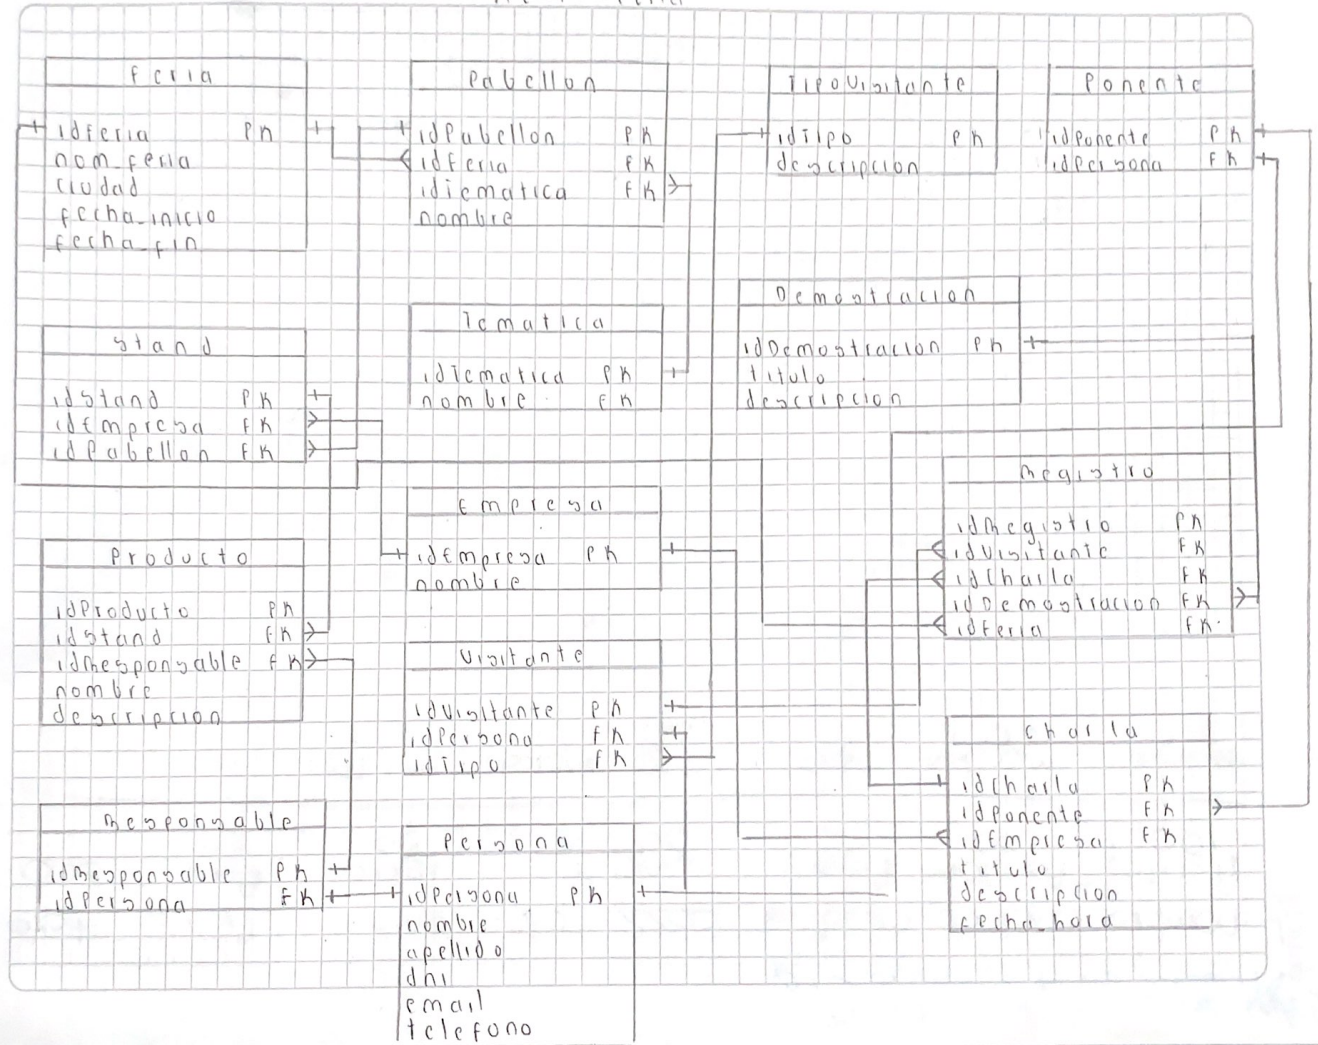 Feria
idFeria PK
nom_feria
ciudad
fecha_inicio
fecha_fin
Pabellon
idPabellon PK
idFeria FK
idTematica FK
nombre
TipoVisitante
idTipo PK
descripcion
Ponente
idPonente PK
idPersona FK
Stand
idStand PK
idEmpresa FK
idPabellon FK
Tematica
idTematica PK
nombre FK
Demostracion
idDemostracion PK
titulo
descripcion
Empresa
idEmpresa PK
nombre
Registro
idRegistro PK
idVisitante FK
idCharla FK
idDemostracion FK
idFeria FK.
Producto
idProducto PK
idStand FK
idResponsable FK
nombre
descripcion
Visitante
idVisitante PK
idPersona FK
idTipo FK
Charla
idCharla PK
idPonente FK
idEmpresa FK
titulo
descripcion
fecha_hora
Responsable
idResponsable PK
idPersona FK
Persona
idPersona PK
nombre
apellido
dni
email
telefono